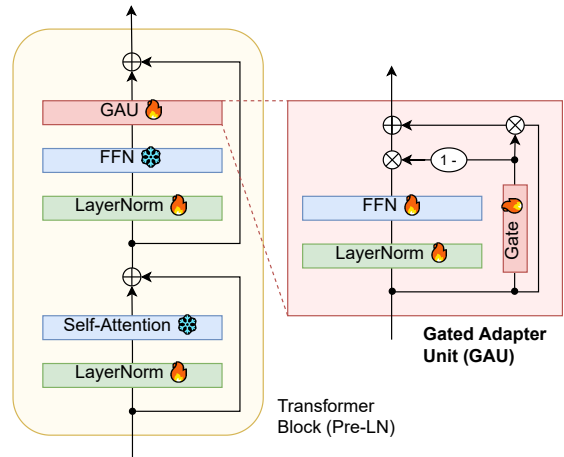 GAU
FFN
LayerNorm
Self-Attention
LayerNorm
Transformer
Block (Pre-LN)
1 -
FFN
LayerNorm
Gate
Gated Adapter
Unit (GAU)